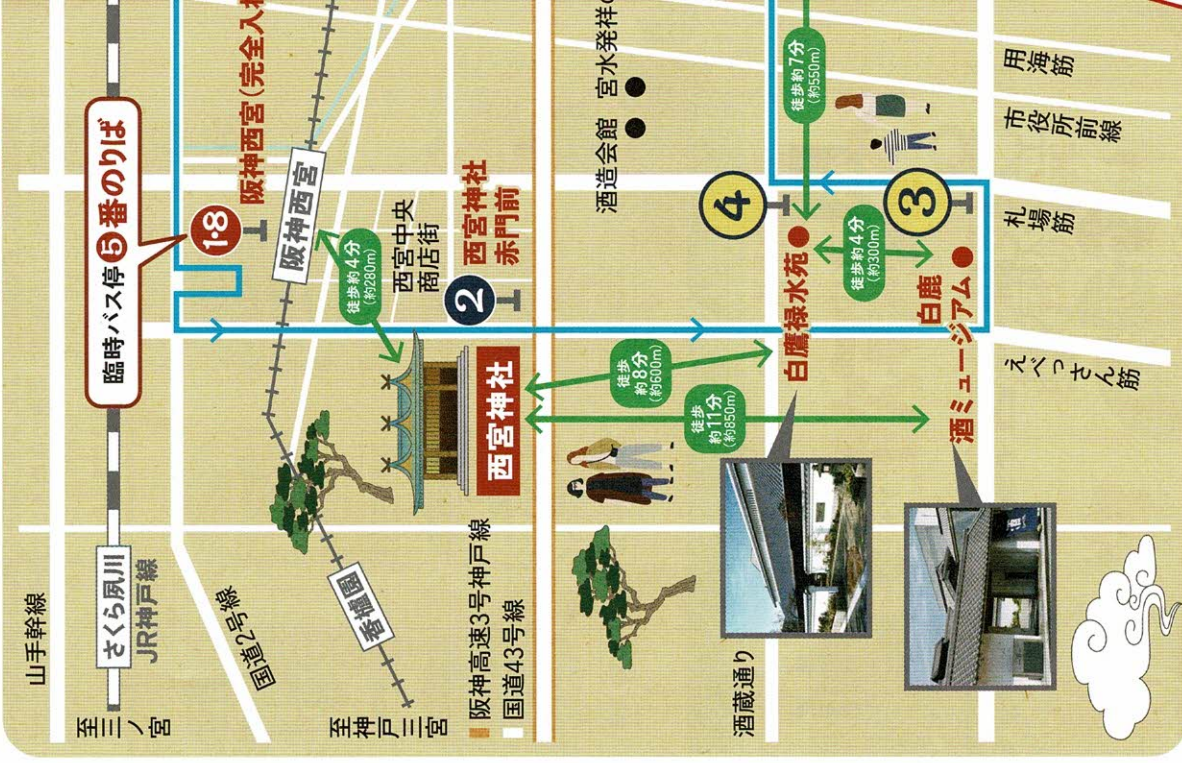 山手幹線
至三ノ宮
さくら夙川
JR神戸線
臨時バス停 5 番のりば
国道2号線
1・8
阪神西宮(完全入れ
至神戸三宮
香櫨園
阪神西宮
徒歩約4分
(約280m)
西宮中央
商店街
2
西宮神社
赤門前
西宮神社
阪神高速3号神戸線
国道43号線
酒造会館
宮水発祥の
徒歩
約8分
(約600m)
徒歩
約11分
(約850m)
酒蔵通り
4
白鷹禄水苑
徒歩約7分
(約550m)
徒歩約4分
(約300m)
3
白鹿
酒ミュージアム
えべっさん筋
札場筋
市役所前線
用海筋